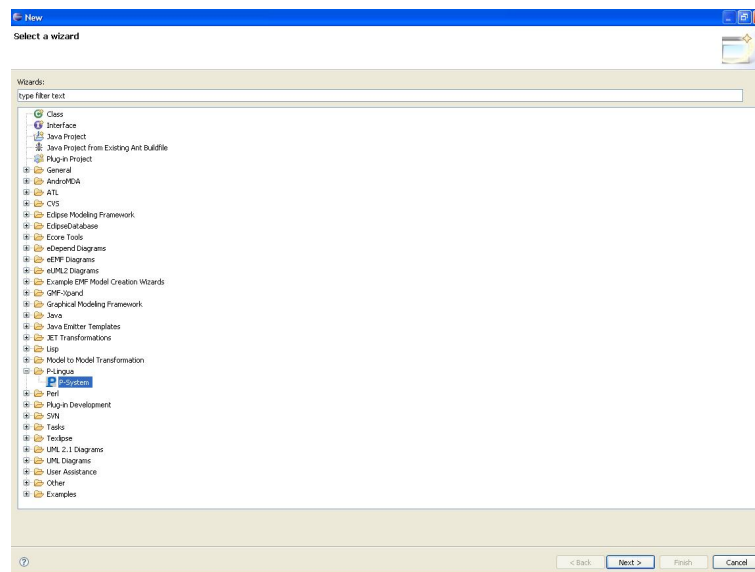 New
Select a wizard
Wizards:
type filter text
Class
Interface
Java Project
Java Project from Existing Ant Buildfile
Plug-in Project
General
AndroMDA
ATL
CVS
Eclipse Modeling Framework
EclipseDatabase
Ecore Tools
eDepend Diagrams
eEMF Diagrams
eUML2 Diagrams
Example EMF Model Creation Wizards
GMF-Xpand
Graphical Modeling Framework
Java
Java Emitter Templates
JET Transformations
Lisp
Model to Model Transformation
P-Lingua
P-System
Perl
Plug-in Development
SVN
Tasks
Texlipse
UML 2.1 Diagrams
UML Diagrams
User Assistance
Other
Examples
< Back Next > Finish Cancel